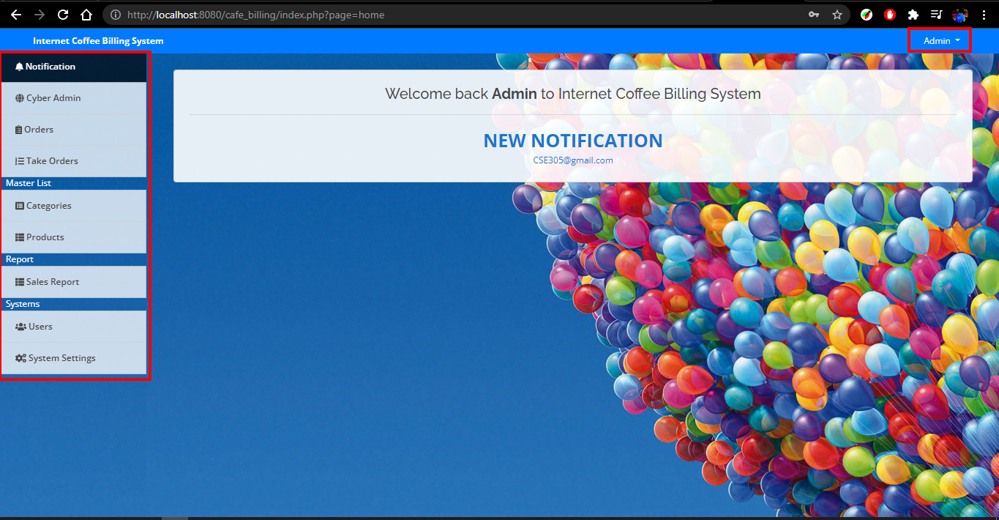 http://localhost:8080/cafe_billing/index.php?page=home
Internet Coffee Billing System
Admin
Notification
Cyber Admin
Orders
Take Orders
Master List
Categories
Products
Report
Sales Report
Systems
Users
System Settings
Welcome back Admin to Internet Coffee Billing System
NEW NOTIFICATION
CSE305@gmail.com